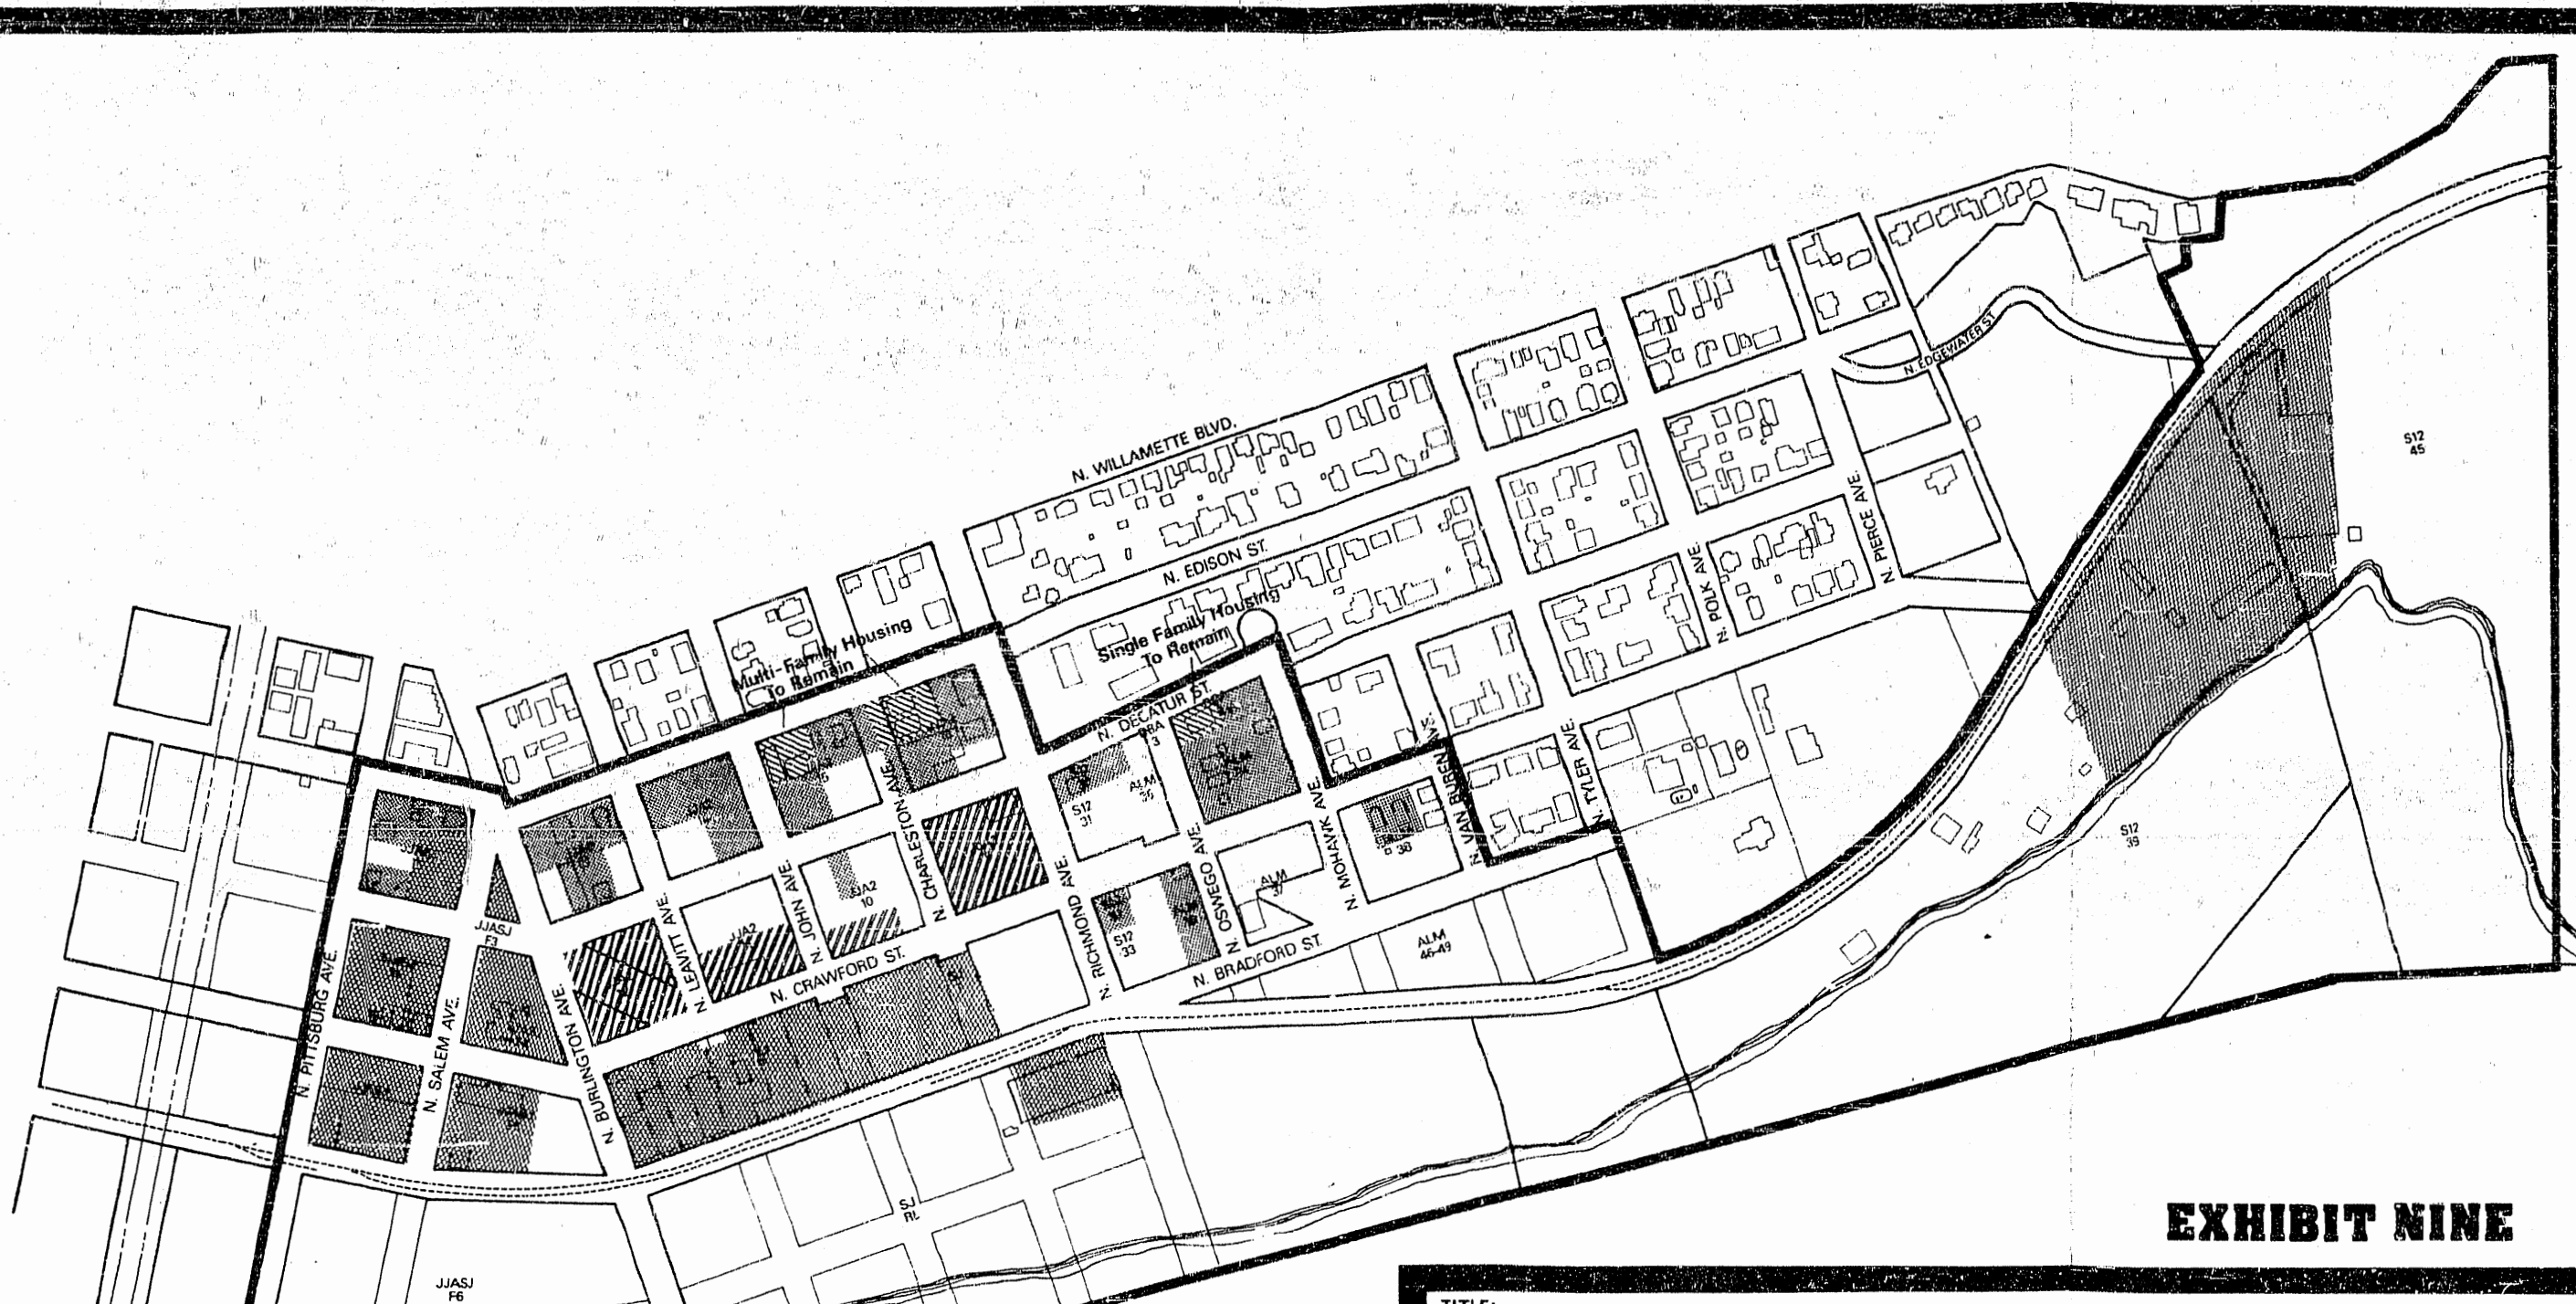 N. WILLAMETTE BLVD.
N. EDGEWATER ST
S12
45
N. EDISON ST.
N. PIERCE AVE.
N. POLK AVE.
Multi-Family Housing
To Remain
Single Family Housing
To Remain
N. DECATUR ST.
3
ALM
35
S12
31
N. CHARLESTON AVE.
N. VAN BUREN AVE.
N. TYLER AVE.
38
N. MOHAWK AVE.
N. OSWEGO AVE.
N. RICHMOND AVE.
N. JOHN AVE.
N. LEAVITT AVE.
JJA2
10
JJA2
ALM
37
S12
39
JJASJ
F3
S12
33
N. CRAWFORD ST.
N. BRADFORD ST.
ALM
46-49
N. PITTSBURG AVE.
N. SALEM AVE.
N. BURLINGTON AVE.
SJ
JJASJ
F6
EXHIBIT NINE
TITLE: